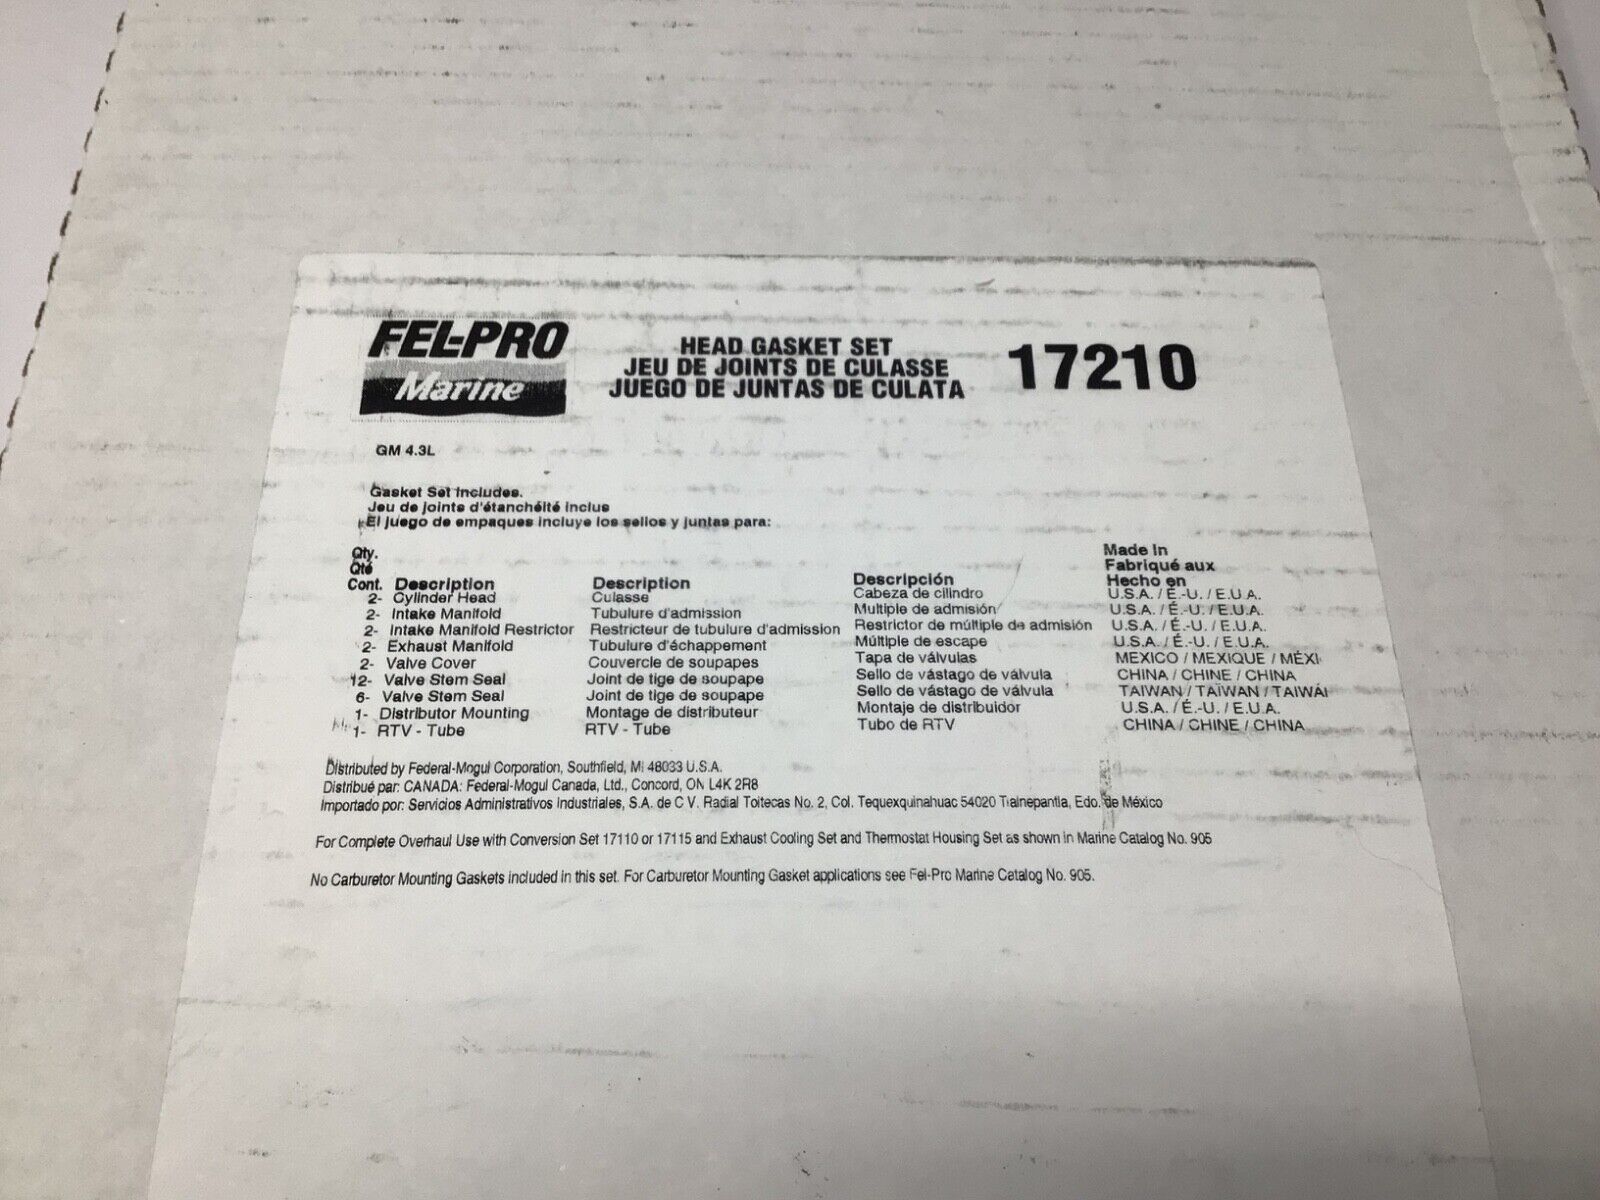 FEL-PRO
Marine
HEAD GASKET SET
JEU DE JOINTS DE CULASSE
JUEGO DE JUNTAS DE CULATA
17210
GM 4.3L
Gasket Set Includes.
Jeu de joints d'étanchéité inclus
El juego de empaques incluye los sellos y juntas para:
Qty.
Qté
Cont. Description Description Descripción Made In
Fabriqué aux
Hecho en
2- Cylinder Head Culasse Cabeza de cilindro U.S.A. / É.-U. / E.U.A.
2- Intake Manifold Tubulure d'admission Multiple de admisión U.S.A. / É.-U. / E.U.A.
2- Intake Manifold Restrictor Restricteur de tubulure d'admission Restrictor de múltiple de admisión U.S.A. / É.-U. / E.U.A.
2- Exhaust Manifold Tubulure d'échappement Múltiple de escape U.S.A. / É.-U. / E.U.A.
2- Valve Cover Couvercle de soupapes Tapa de válvulas MEXICO / MEXIQUE / MÉXI
12- Valve Stem Seal Joint de tige de soupape Sello de vástago de válvula CHINA / CHINE / CHINA
6- Valve Stem Seal Joint de tige de soupape Sello de vástago de válvula TAIWAN / TAÏWAN / TAIWÁ
1- Distributor Mounting Montage de distributeur Montaje de distribuidor U.S.A. / É.-U. / E.U.A.
1- RTV - Tube RTV - Tube Tubo de RTV CHINA / CHINE / CHINA
Distributed by Federal-Mogul Corporation, Southfield, MI 48033 U.S.A.
Distribué par: CANADA: Federal-Mogul Canada, Ltd., Concord, ON L4K 2R8
Importado por: Servicios Administrativos Industriales, S.A. de C V. Radial Toltecas No. 2, Col. Tequexquinahuac 54020 Tlalnepantla, Edo. de México
For Complete Overhaul Use with Conversion Set 17110 or 17115 and Exhaust Cooling Set and Thermostat Housing Set as shown in Marine Catalog No. 905
No Carburetor Mounting Gaskets included in this set. For Carburetor Mounting Gasket applications see Fel-Pro Marine Catalog No. 905.